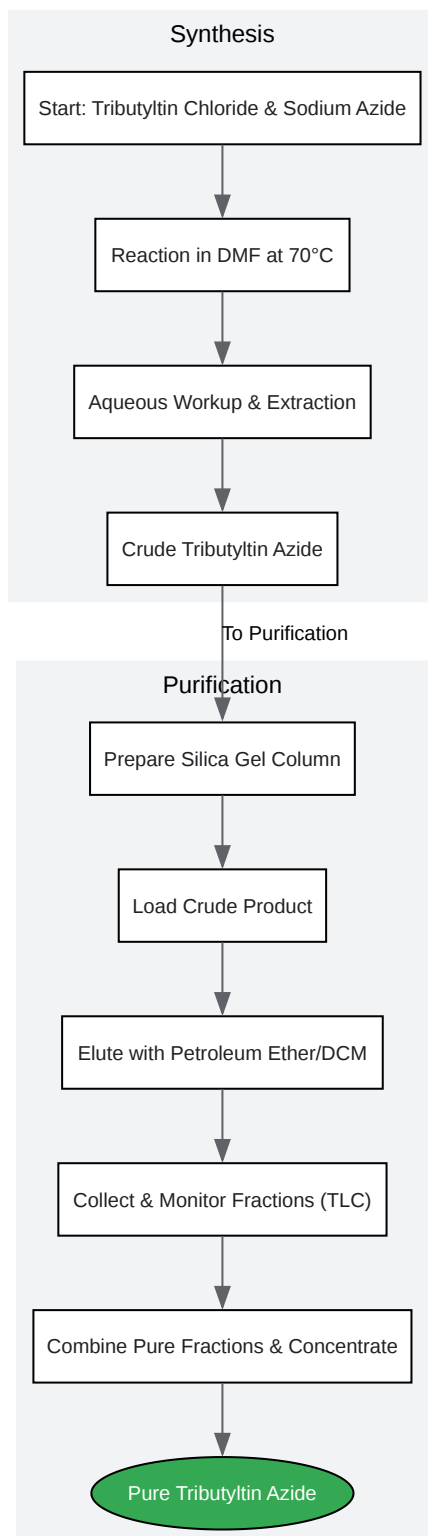 Synthesis
Start: Tributyltin Chloride & Sodium Azide
Reaction in DMF at 70°C
Aqueous Workup & Extraction
Crude Tributyltin Azide
To Purification
Purification
Prepare Silica Gel Column
Load Crude Product
Elute with Petroleum Ether/DCM
Collect & Monitor Fractions (TLC)
Combine Pure Fractions & Concentrate
Pure Tributyltin Azide